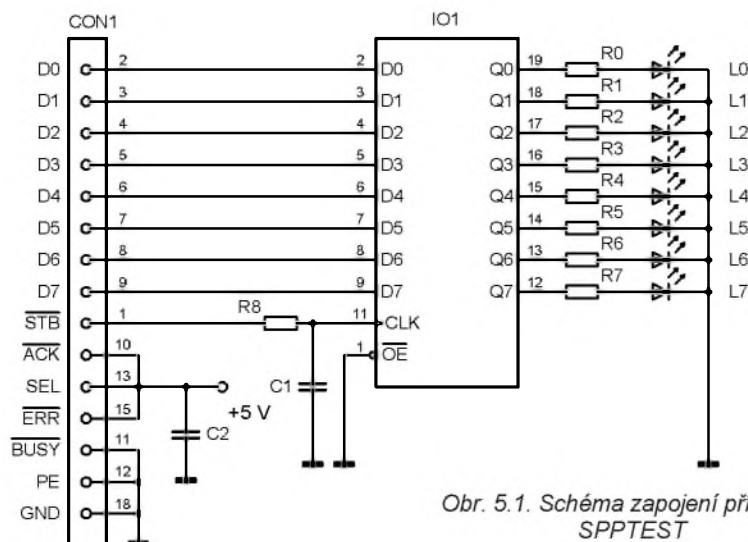 CON1
IO1
D0 2 2 D0 Q0 19 R0 L0
D1 3 3 D1 Q1 18 R1 L1
D2 4 4 D2 Q2 17 R2 L2
D3 5 5 D3 Q3 16 R3 L3
D4 6 6 D4 Q4 15 R4 L4
D5 7 7 D5 Q5 14 R5 L5
D6 8 8 D6 Q6 13 R6 L6
D7 9 9 D7 Q7 12 R7 L7
STB 1 R8 11 CLK
ACK 10 1 OE
SEL 13 C1
ERR 15 +5 V
C2
BUSY 11
PE 12
GND 18
Obr. 5.1. Schéma zapojení
SPPTEST